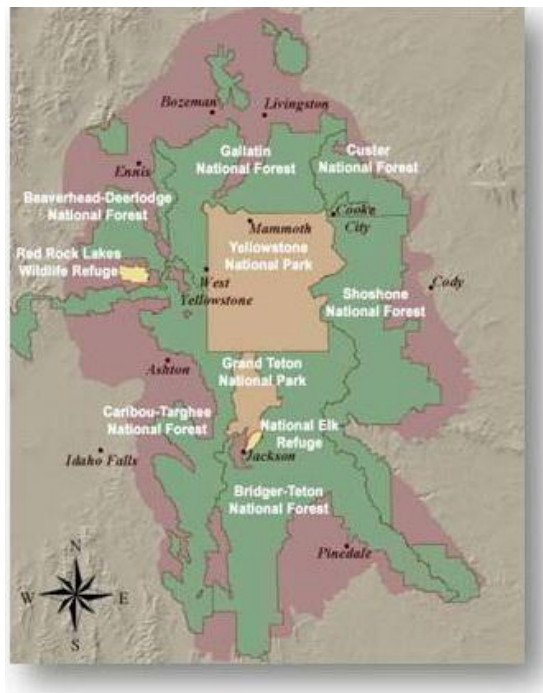 Bozeman
Livingston
Gallatin
National Forest
Custer
National Forest
Ennis
Beaverhead-Deerlodge
National Forest
Cooke
City
Mammoth
Yellowstone
National Park
Red Rock Lakes
Wildlife Refuge
West
Yellowstone
Cody
Shoshone
National Forest
Ashton
Grand Teton
National Park
Caribou-Targhee
National Forest
National Elk
Refuge
Idaho Falls
Jackson
Bridger-Teton
National Forest
Pinedale
N
W
E
S